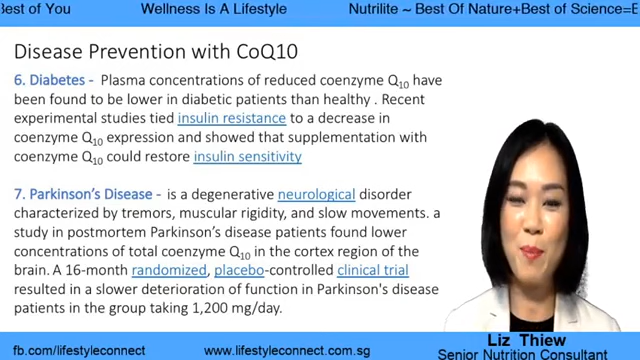 Best of You Wellness Is A Lifestyle Nutrilite ~ Best Of Nature+Best of Science=
Disease Prevention with CoQ10
6. Diabetes - Plasma concentrations of reduced coenzyme Q10 have
been found to be lower in diabetic patients than healthy . Recent
experimental studies tied insulin resistance to a decrease in
coenzyme Q10 expression and showed that supplementation with
coenzyme Q10 could restore insulin sensitivity
7. Parkinson's Disease - is a degenerative neurological disorder
characterized by tremors, muscular rigidity, and slow movements. a
study in postmortem Parkinson's disease patients found lower
concentrations of total coenzyme Q10 in the cortex region of the
brain. A 16-month randomized, placebo-controlled clinical trial
resulted in a slower deterioration of function in Parkinson's disease
patients in the group taking 1,200 mg/day.
Liz Thiew
Senior Nutrition Consultant
fb.com/lifestyleconnect www.lifestyleconnect.com.sg